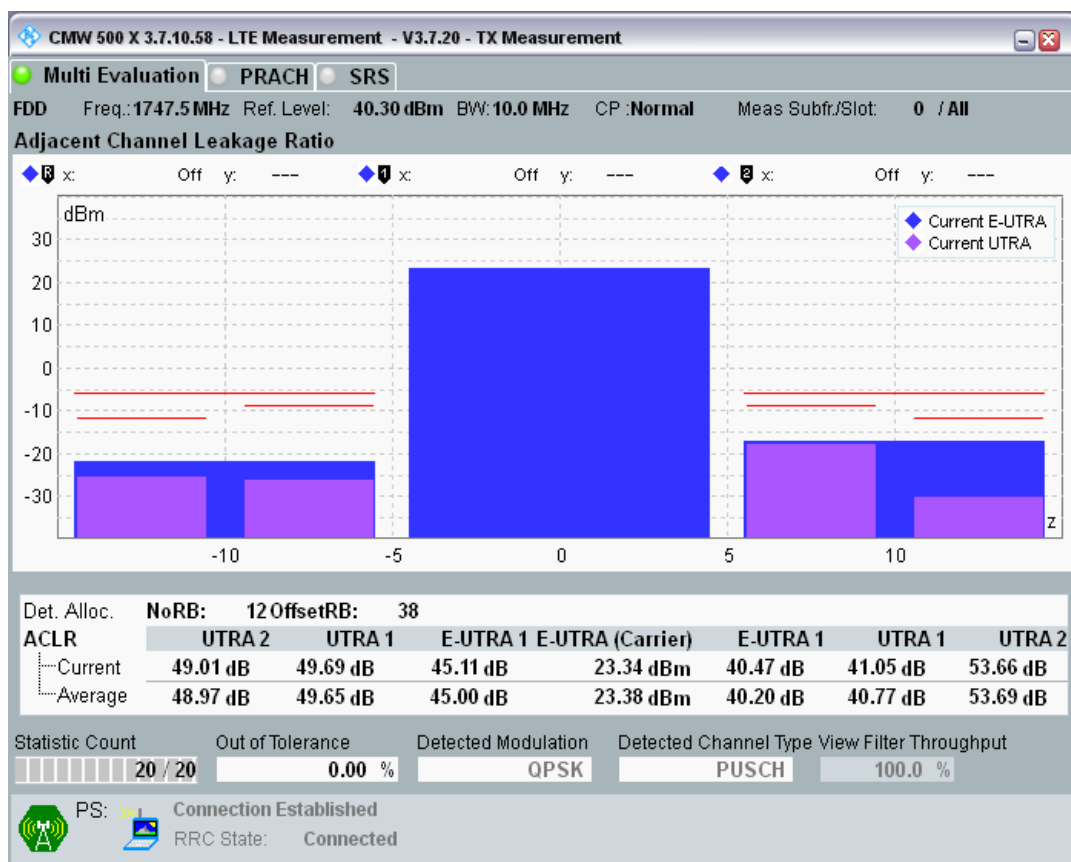 CMW 500 X 3.7.10.58 - LTE Measurement - V3.7.20 - TX Measurement
Multi Evaluation PRACH SRS
FDD Freq.: 1747.5 MHz Ref. Level: 40.30 dBm BW: 10.0 MHz CP : Normal Meas Subfr./Slot: 0 / All
Adjacent Channel Leakage Ratio
R x: Off y: --- 1 x: Off y: --- 2 x: Off y: ---
dBm
Current E-UTRA
Current UTRA
30
20
10
0
-10
-20
-30
z
-10 -5 0 5 10
Det. Alloc. NoRB: 12 OffsetRB: 38
ACLR UTRA 2 UTRA 1 E-UTRA 1 E-UTRA (Carrier) E-UTRA 1 UTRA 1 UTRA 2
Current 49.01 dB 49.69 dB 45.11 dB 23.34 dBm 40.47 dB 41.05 dB 53.66 dB
Average 48.97 dB 49.65 dB 45.00 dB 23.38 dBm 40.20 dB 40.77 dB 53.69 dB
Statistic Count Out of Tolerance Detected Modulation Detected Channel Type View Filter Throughput
20 / 20 0.00 % QPSK PUSCH 100.0 %
PS: Connection Established
RRC State: Connected